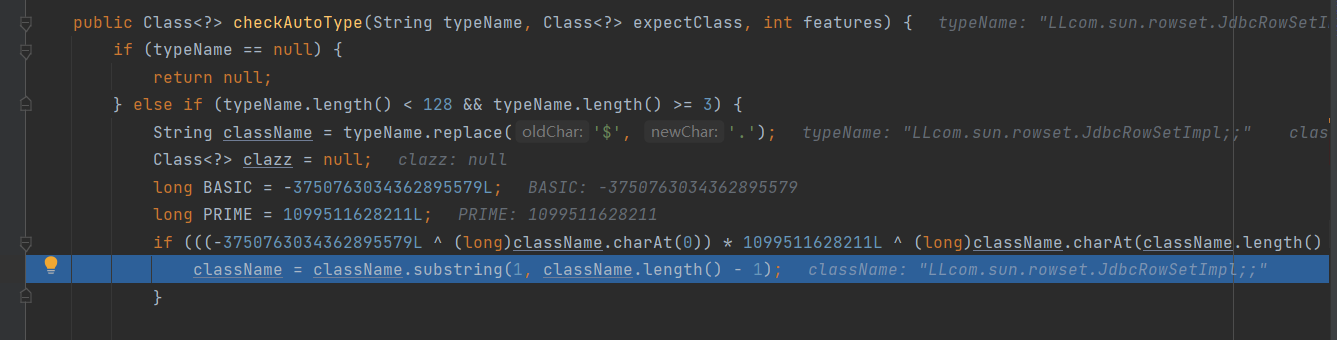 public Class<?> checkAutoType(String typeName, Class<?> expectClass, int features) { typeName: "LLcom.sun.rowset.JdbcRowSetI
if (typeName == null) {
return null;
} else if (typeName.length() < 128 && typeName.length() >= 3) {
String className = typeName.replace( oldChar: '$', newChar: '.'); typeName: "LLcom.sun.rowset.JdbcRowSetImpl;;" clas
Class<?> clazz = null; clazz: null
long BASIC = -3750763034362895579L; BASIC: -3750763034362895579
long PRIME = 1099511628211L; PRIME: 1099511628211
if (((-3750763034362895579L ^ (long)className.charAt(0)) * 1099511628211L ^ (long)className.charAt(className.length()
className = className.substring(1, className.length() - 1); className: "LLcom.sun.rowset.JdbcRowSetImpl;;"
}